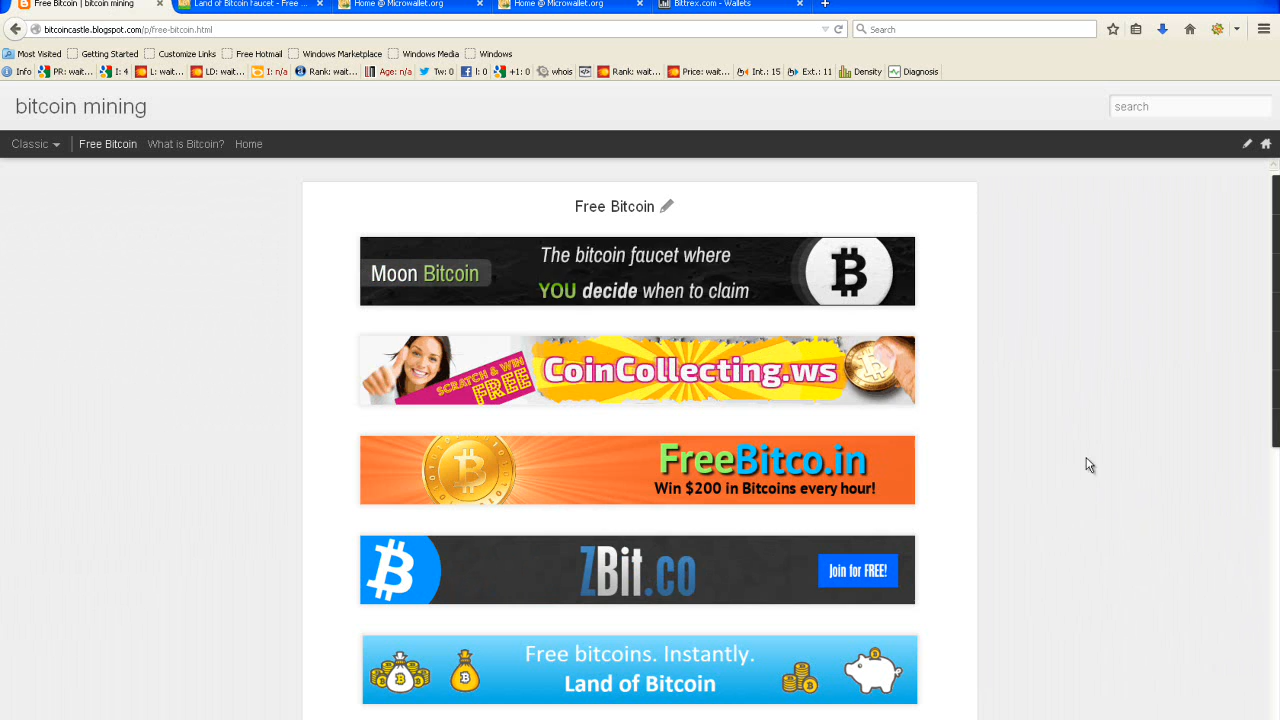 Free Bitcoin | bitcoin mining
Land of Bitcoin faucet - Free ...
Home @ Microwallet.org
Home @ Microwallet.org
Bittrex.com - Wallets
bitcoincastle.blogspot.com/p/free-bitcoin.html
Search
Most Visited
Getting Started
Customize Links
Free Hotmail
Windows Marketplace
Windows Media
Windows
Info
PR: wait...
I: 4
L: wait...
LD: wait...
I: n/a
Rank: wait...
Age: n/a
Tw: 0
l: 0
+1: 0
whois
Rank: wait...
Price: wait...
Int.: 15
Ext.: 11
Density
Diagnosis
bitcoin mining
search
Classic
Free Bitcoin
What is Bitcoin?
Home
Free Bitcoin
Moon Bitcoin
The bitcoin faucet where
YOU decide when to claim
SCRATCH & WIN
FREE
CoinCollecting.ws
FreeBitco.in
Win $200 in Bitcoins every hour!
ZBit.co
Join for FREE!
Free bitcoins. Instantly.
Land of Bitcoin